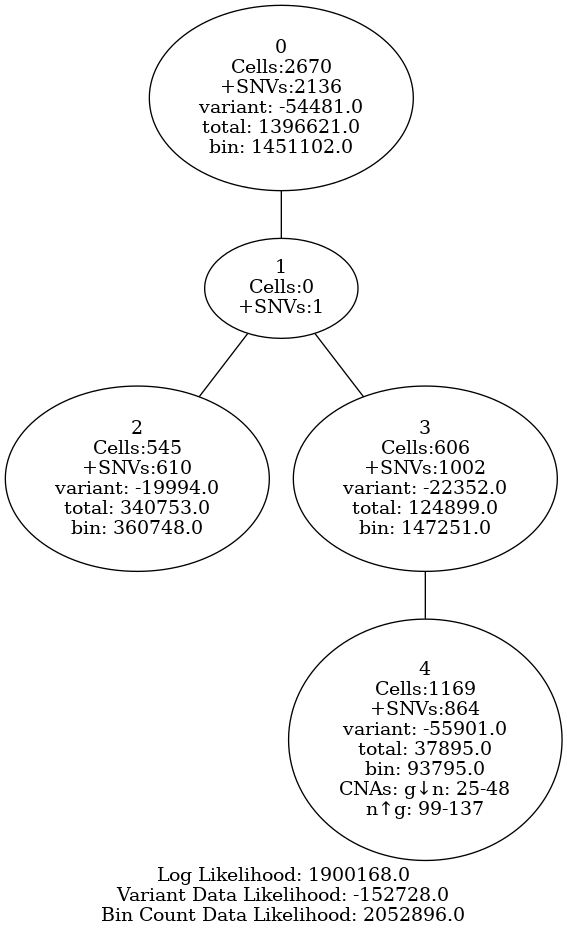 0
Cells:2670
+SNVs:2136
variant: -54481.0
total: 1396621.0
bin: 1451102.0
1
Cells:0
+SNVs:1
2
Cells:545
+SNVs:610
variant: -19994.0
total: 340753.0
bin: 360748.0
3
Cells:606
+SNVs:1002
variant: -22352.0
total: 124899.0
bin: 147251.0
4
Cells:1169
+SNVs:864
variant: -55901.0
total: 37895.0
bin: 93795.0
CNAs: g↓n: 25-48
n↑g: 99-137
Log Likelihood: 1900168.0
Variant Data Likelihood: -152728.0
Bin Count Data Likelihood: 2052896.0